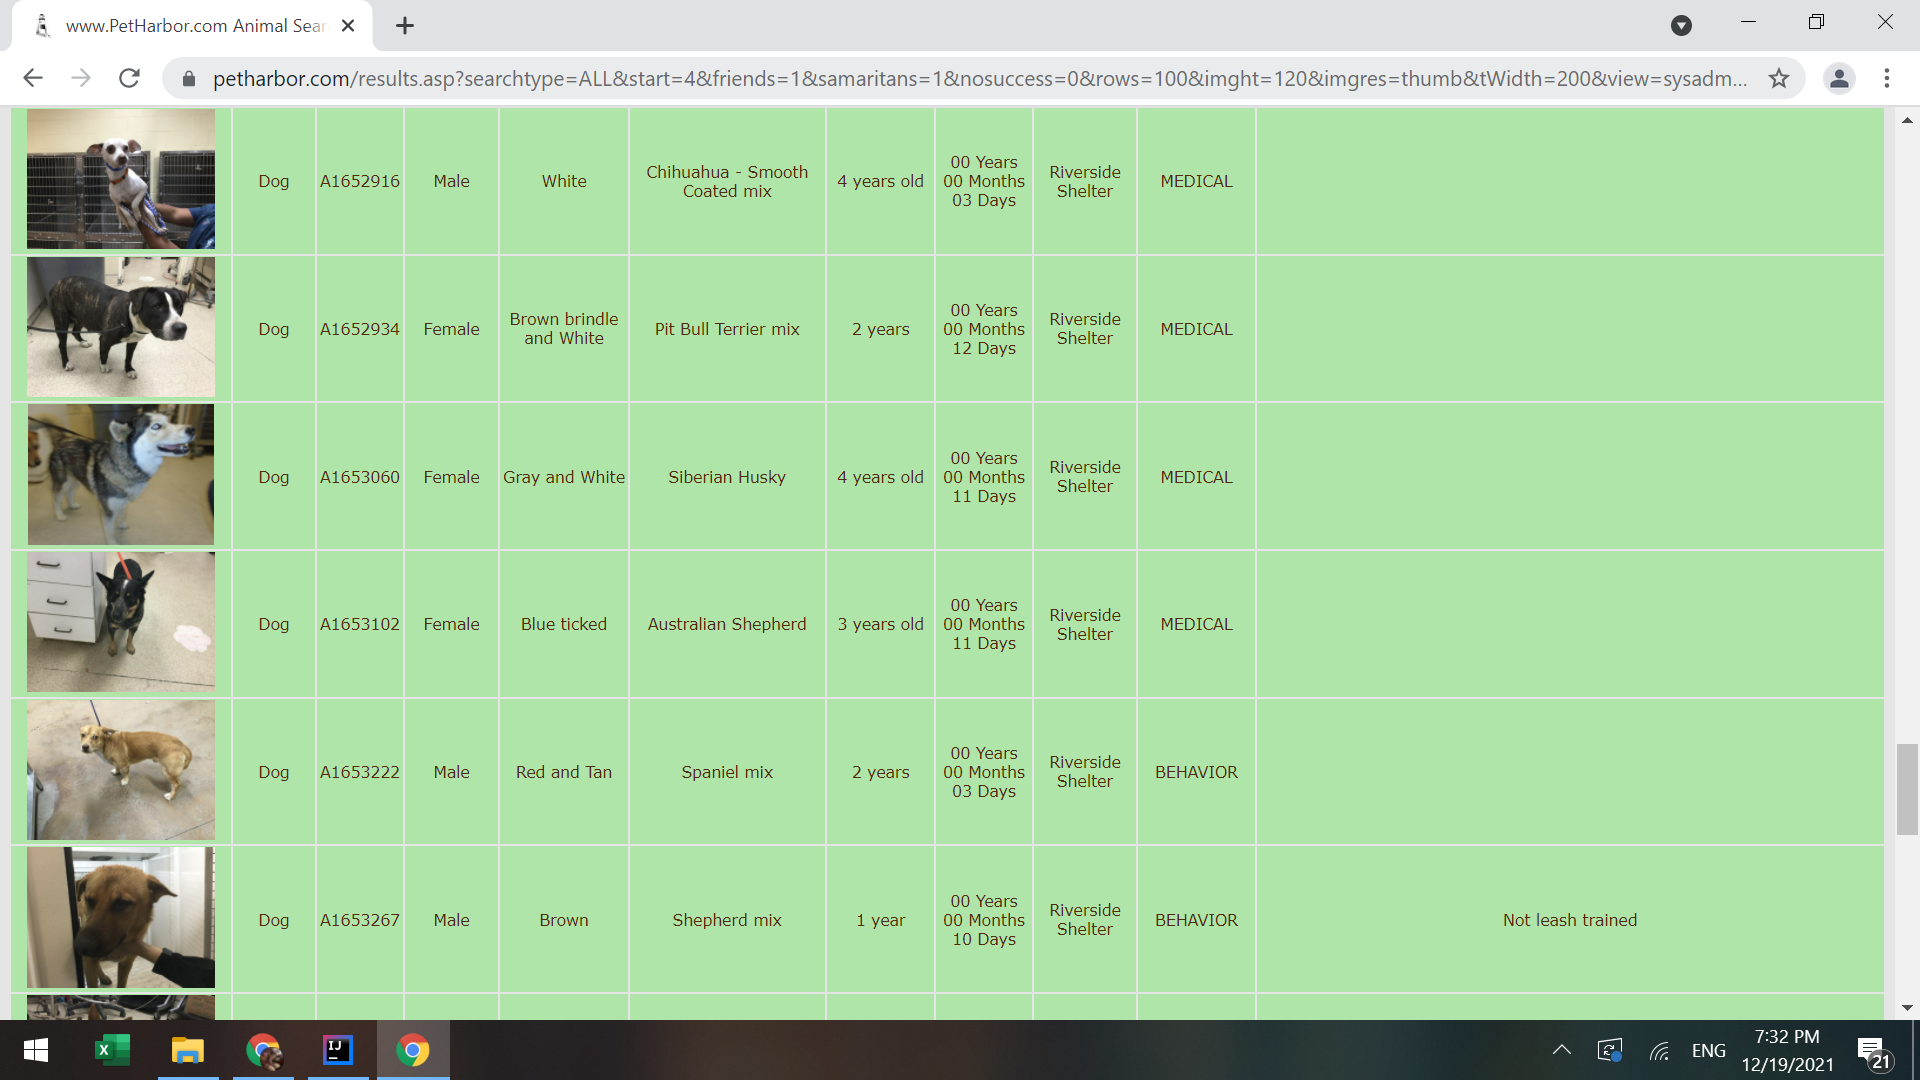 www.PetHarbor.com Animal Sear
petharbor.com/results.asp?searchtype=ALL&start=4&friends=1&samaritans=1&nosuccess=0&rows=100&imght=120&imgres=thumb&tWidth=200&view=sysadm...
Dog A1652916 Male White Chihuahua - Smooth Coated mix 4 years old 00 Years 00 Months 03 Days Riverside Shelter MEDICAL
Dog A1652934 Female Brown brindle and White Pit Bull Terrier mix 2 years 00 Years 00 Months 12 Days Riverside Shelter MEDICAL
Dog A1653060 Female Gray and White Siberian Husky 4 years old 00 Years 00 Months 11 Days Riverside Shelter MEDICAL
Dog A1653102 Female Blue ticked Australian Shepherd 3 years old 00 Years 00 Months 11 Days Riverside Shelter MEDICAL
Dog A1653222 Male Red and Tan Spaniel mix 2 years 00 Years 00 Months 03 Days Riverside Shelter BEHAVIOR
Dog A1653267 Male Brown Shepherd mix 1 year 00 Years 00 Months 10 Days Riverside Shelter BEHAVIOR Not leash trained
X
IJ
ENG
7:32 PM
12/19/2021
21